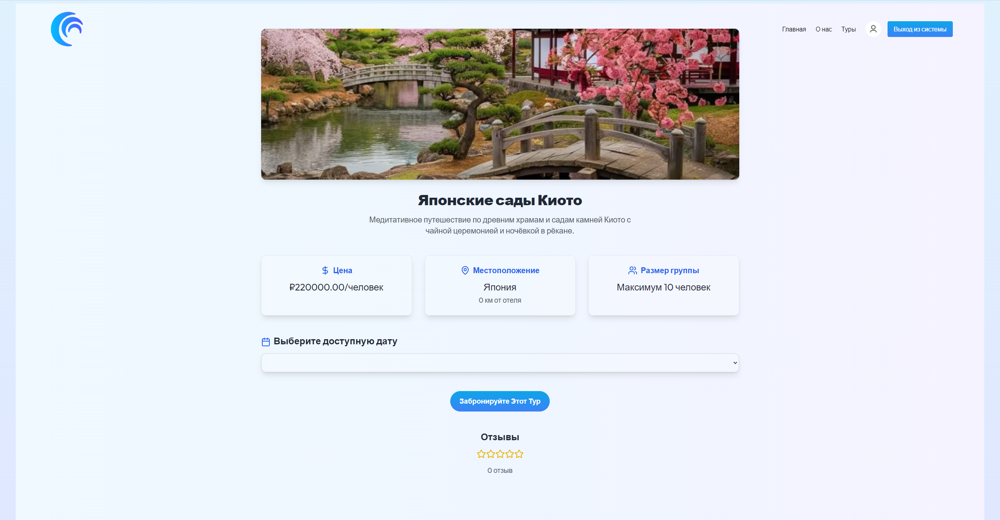 Главная О нас Туры Выход из системы
Японские сады Киото
Медитативное путешествие по древним храмам и садам камней Киото с
чайной церемонией и ночёвкой в рёкане.
Цена
₽220000.00/человек
Местоположение
Япония
0 км от отеля
Размер группы
Максимум 10 человек
Выберите доступную дату
Забронируйте Этот Тур
Отзывы
0 отзыв